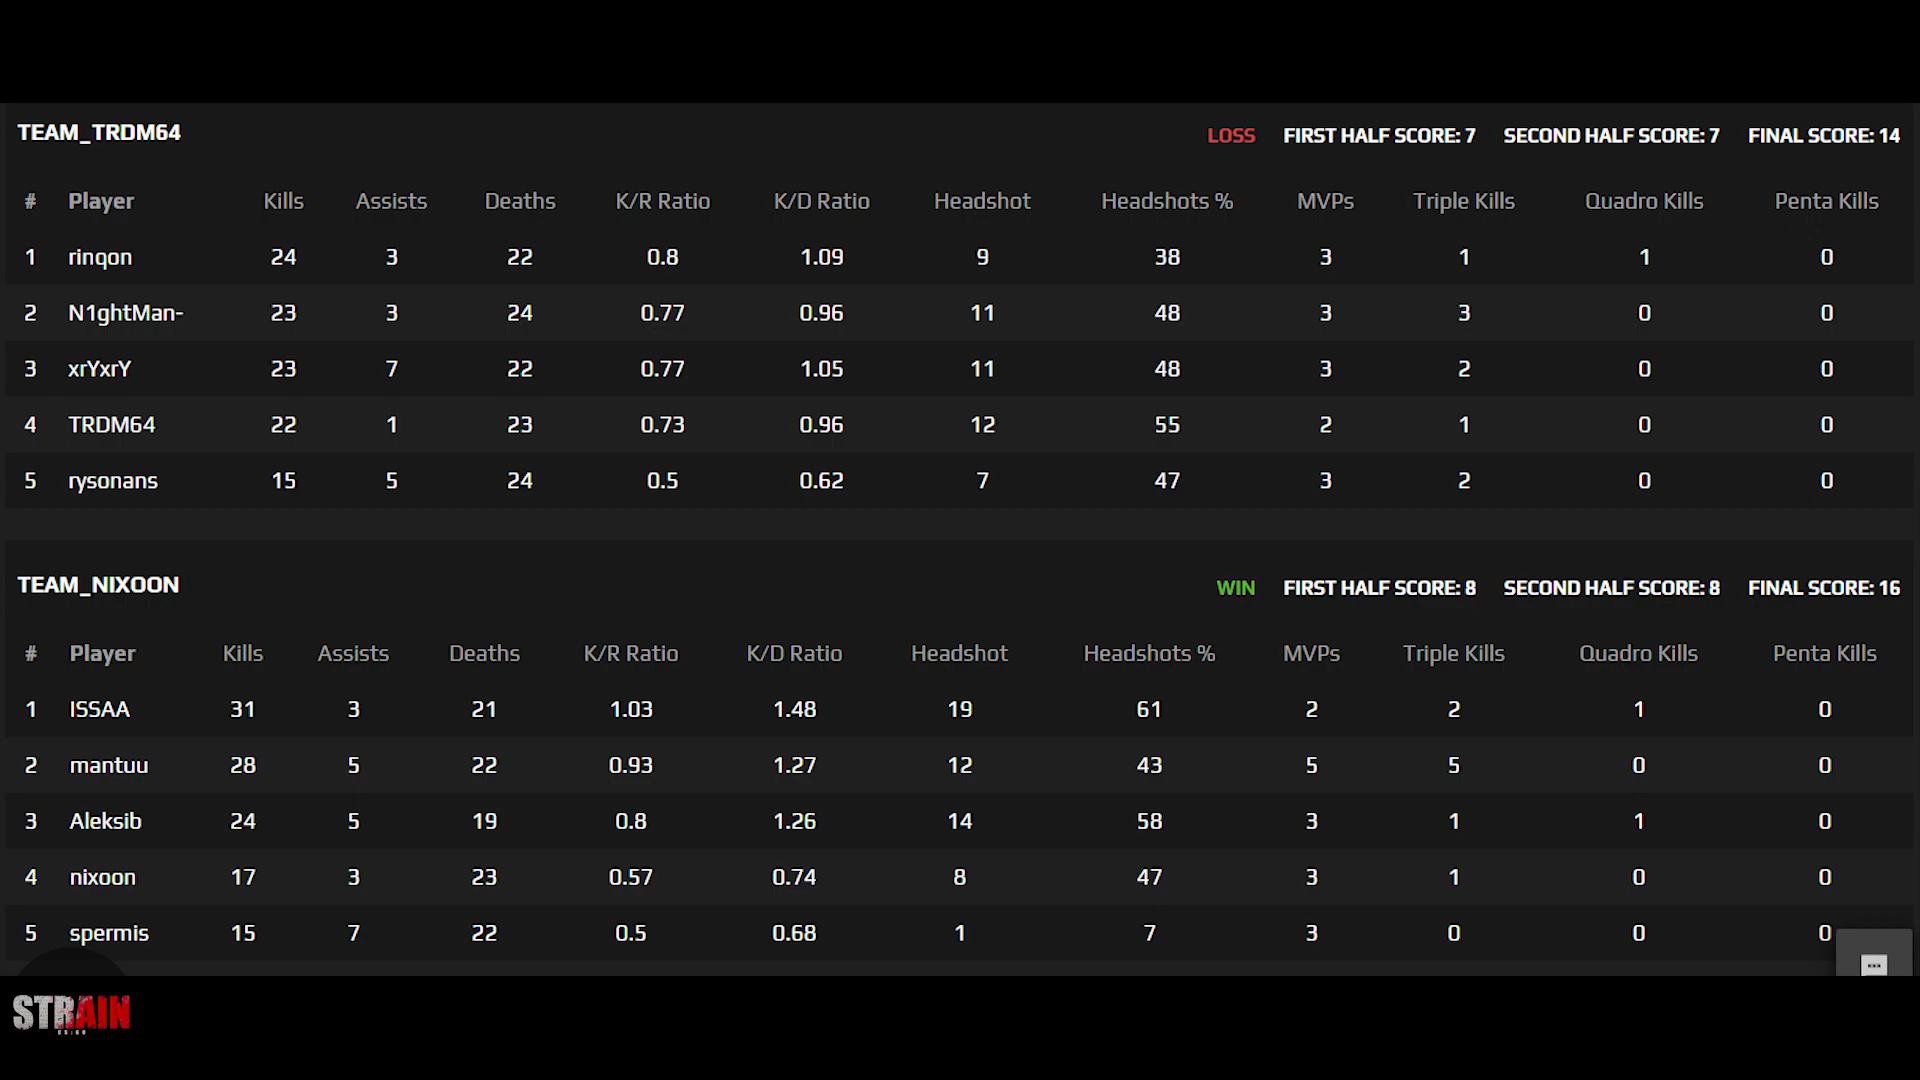 TEAM_TRDM64 LOSS FIRST HALF SCORE: 7 SECOND HALF SCORE: 7 FINAL SCORE: 14
# Player Kills Assists Deaths K/R Ratio K/D Ratio Headshot Headshots % MVPs Triple Kills Quadro Kills Penta Kills
1 rinqon 24 3 22 0.8 1.09 9 38 3 1 1 0
2 N1ghtMan- 23 3 24 0.77 0.96 11 48 3 3 0 0
3 xrYxrY 23 7 22 0.77 1.05 11 48 3 2 0 0
4 TRDM64 22 1 23 0.73 0.96 12 55 2 1 0 0
5 rysonans 15 5 24 0.5 0.62 7 47 3 2 0 0
TEAM_NIXOON WIN FIRST HALF SCORE: 8 SECOND HALF SCORE: 8 FINAL SCORE: 16
# Player Kills Assists Deaths K/R Ratio K/D Ratio Headshot Headshots % MVPs Triple Kills Quadro Kills Penta Kills
1 ISSAA 31 3 21 1.03 1.48 19 61 2 2 1 0
2 mantuu 28 5 22 0.93 1.27 12 43 5 5 0 0
3 Aleksib 24 5 19 0.8 1.26 14 58 3 1 1 0
4 nixoon 17 3 23 0.57 0.74 8 47 3 1 0 0
5 spermis 15 7 22 0.5 0.68 1 7 3 0 0 0
STRAIN